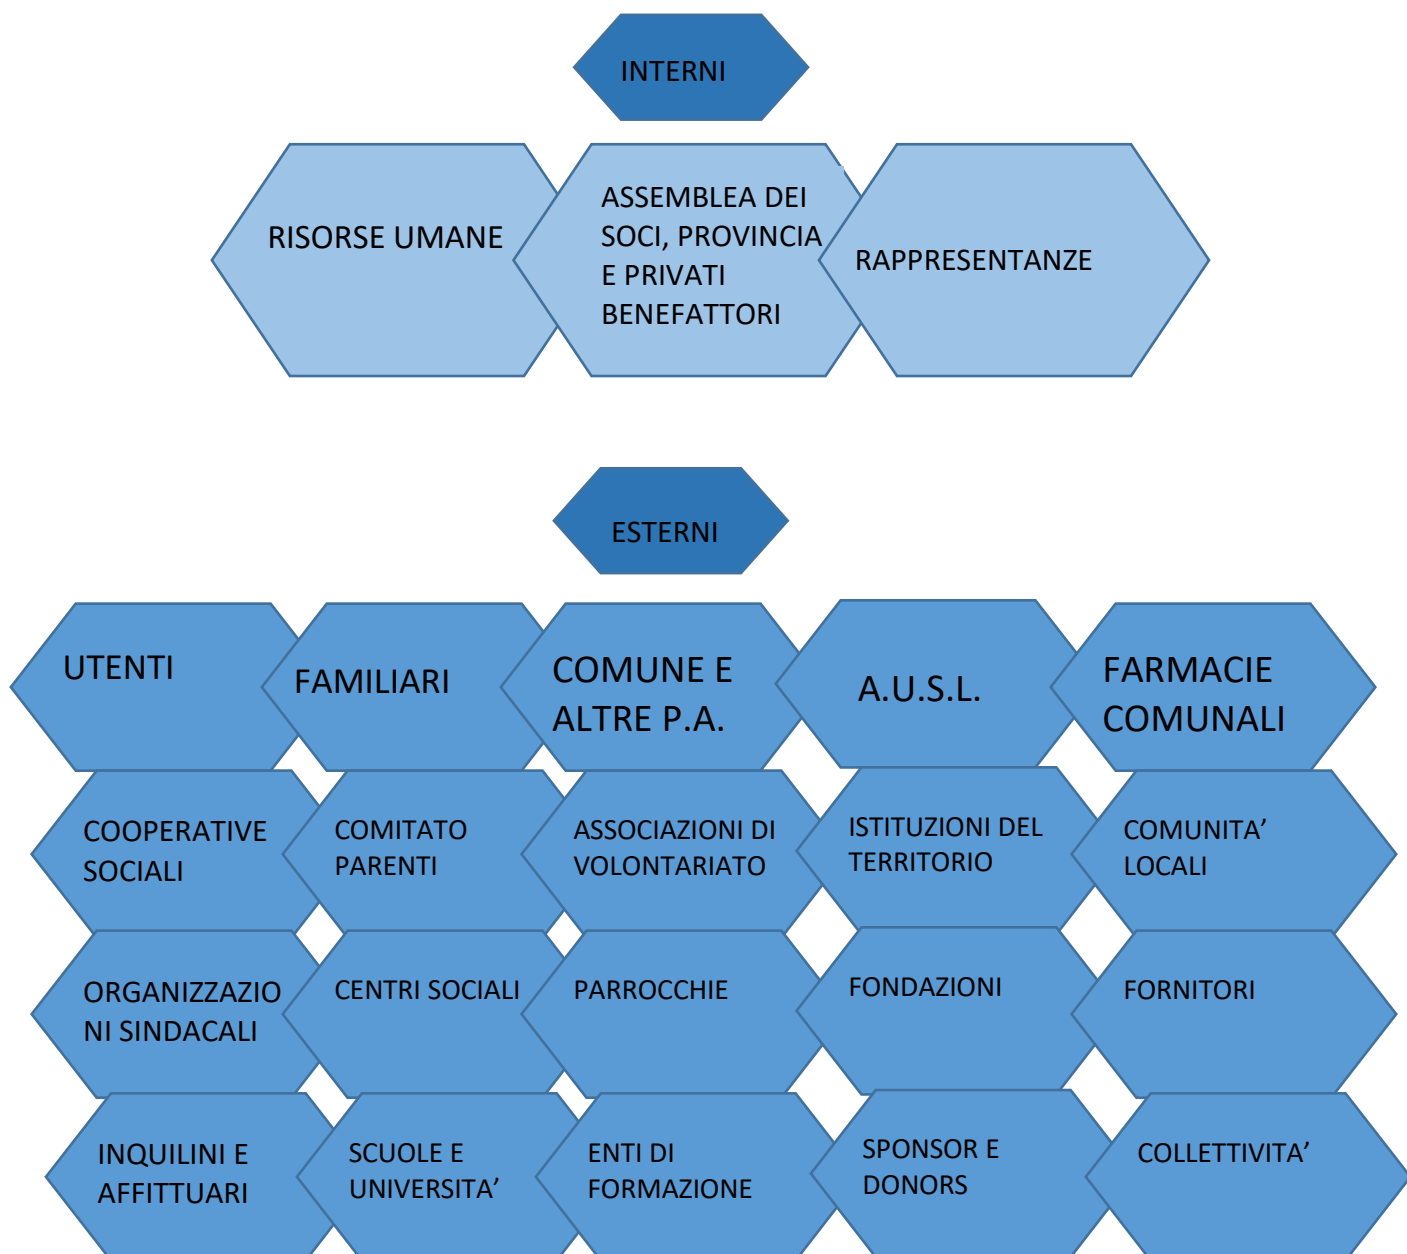 INTERNI
RISORSE UMANE
ASSEMBLEA DEI
SOCI, PROVINCIA
E PRIVATI
BENEFATTORI
RAPPRESENTANZE
ESTERNI
UTENTI
FAMILIARI
COMUNE E
ALTRE P.A.
A.U.S.L.
FARMACIE
COMUNALI
COOPERATIVE
SOCIALI
COMITATO
PARENTI
ASSOCIAZIONI DI
VOLONTARIATO
ISTITUZIONI DEL
TERRITORIO
COMUNITA’
LOCALI
ORGANIZZAZIO
NI SINDACALI
CENTRI SOCIALI
PARROCCHIE
FONDAZIONI
FORNITORI
INQUILINI E
AFFITTUARI
SCUOLE E
UNIVERSITA’
ENTI DI
FORMAZIONE
SPONSOR E
DONORS
COLLETTIVITA’